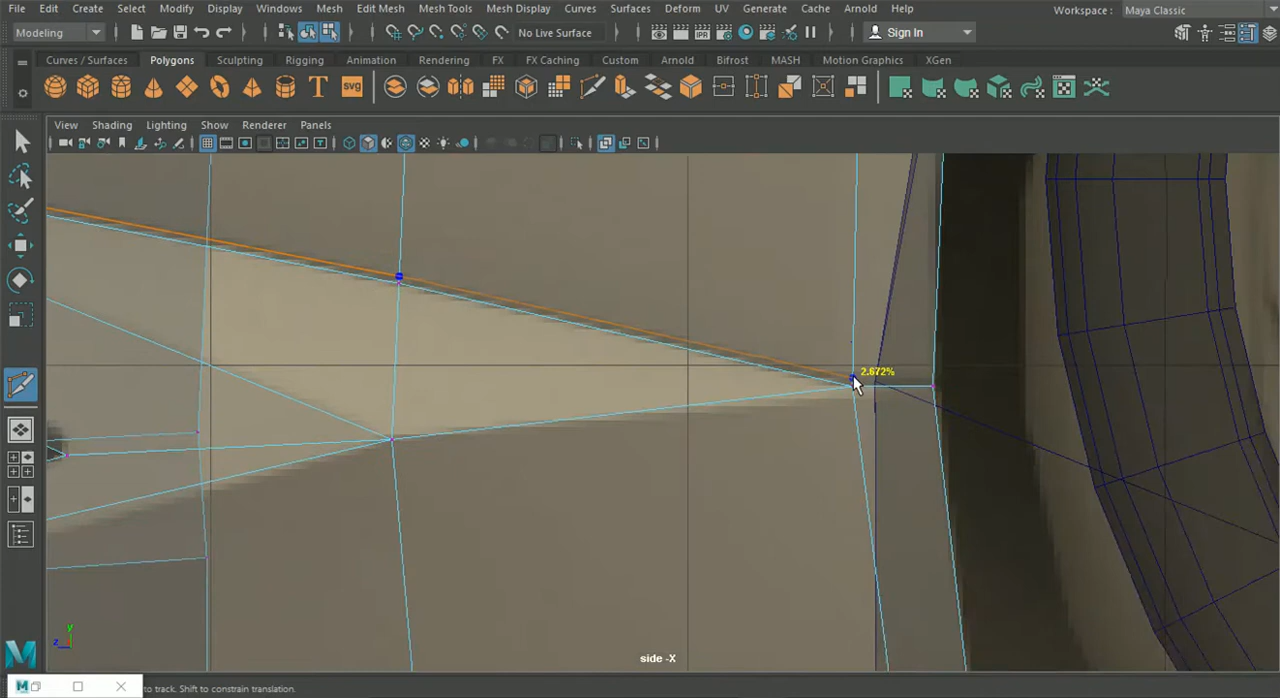 File Edit Create Select Modify Display Windows Mesh Edit Mesh Mesh Tools Mesh Display Curves Surfaces Deform UV Generate Cache Arnold Help Workspace : Maya Classic
Modeling No Live Surface Sign In
Curves / Surfaces Polygons Sculpting Rigging Animation Rendering FX FX Caching Custom Arnold Bifrost MASH Motion Graphics XGen
T SVG
View Shading Lighting Show Renderer Panels
2.672%
y
z
side -X
M to track. Shift to constrain translation.